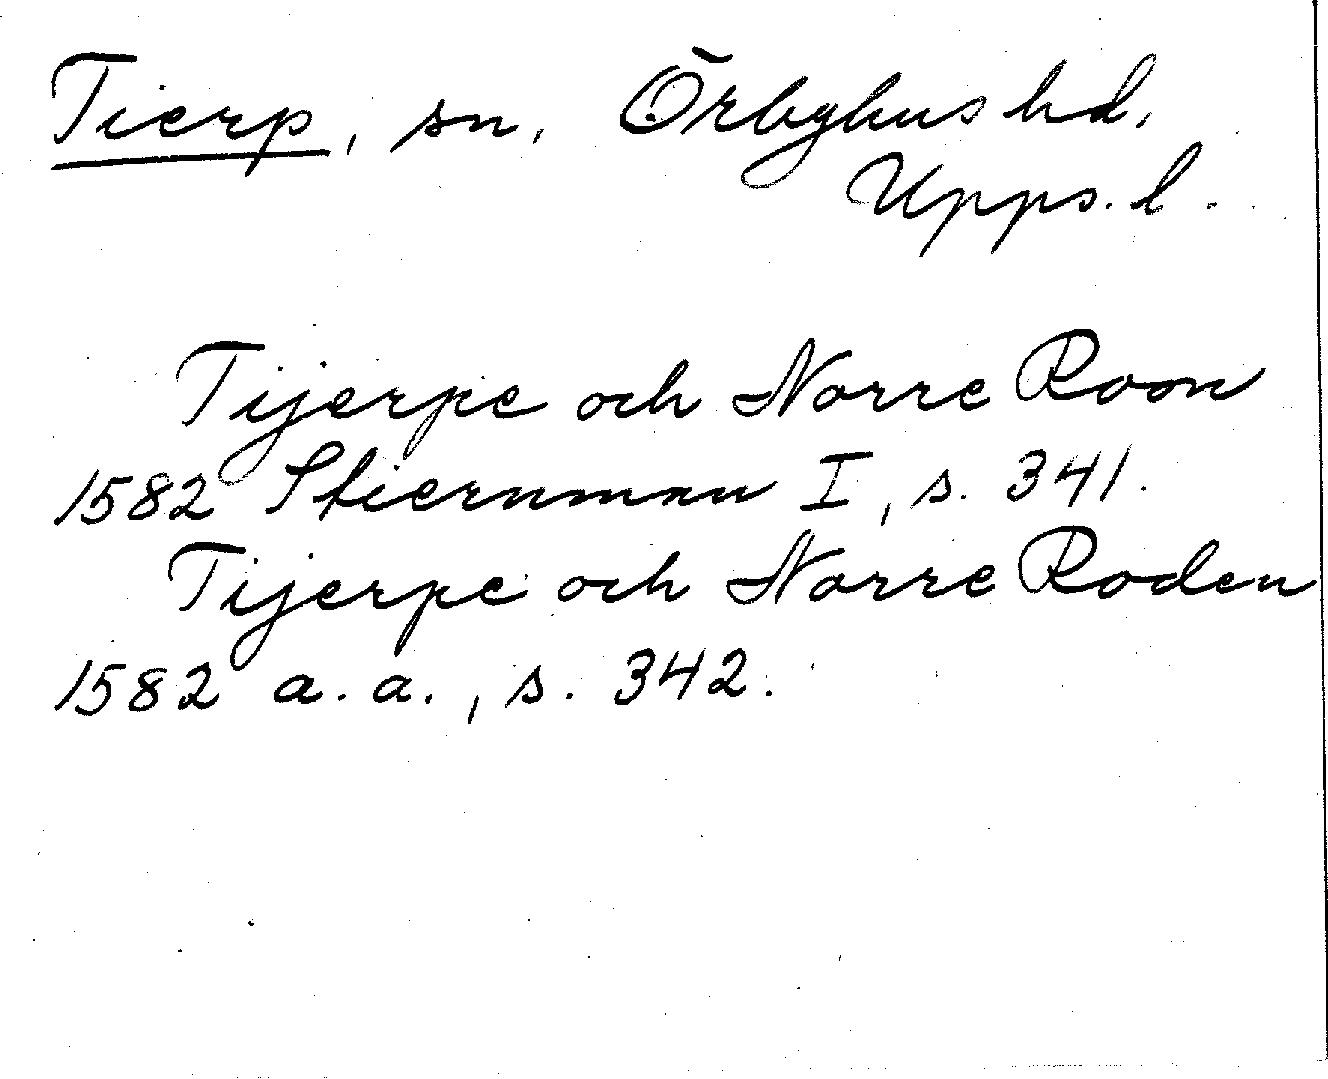 Tierp, sn, Örbyhus hd,
Upps. l.
Tijerpe och Norre Roon
1582 Stiernman I, s. 341.
Tijerpe och Norre Roden
1582 a. a., s. 342.